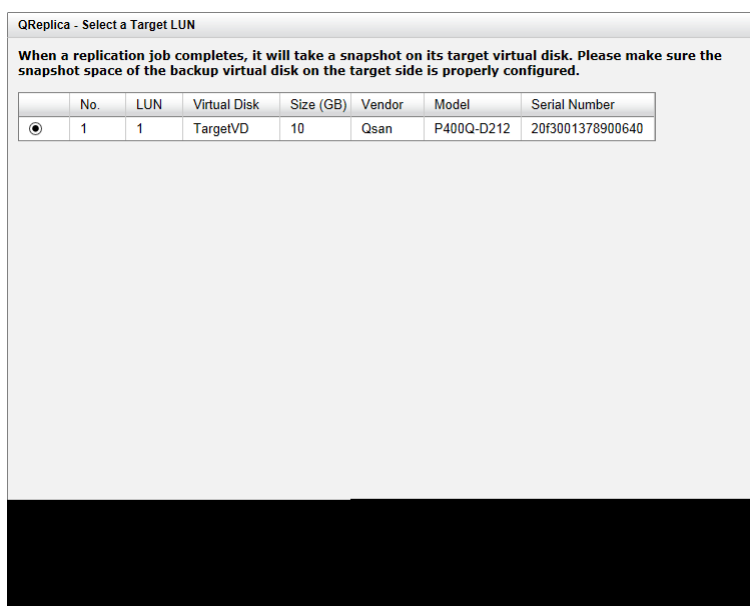 QReplica - Select a Target LUN
When a replication job completes, it will take a snapshot on its target virtual disk. Please make sure the
snapshot space of the backup virtual disk on the target side is properly configured.
No. LUN Virtual Disk Size (GB) Vendor Model Serial Number
1 1 TargetVD 10 Qsan P400Q-D212 20f3001378900640